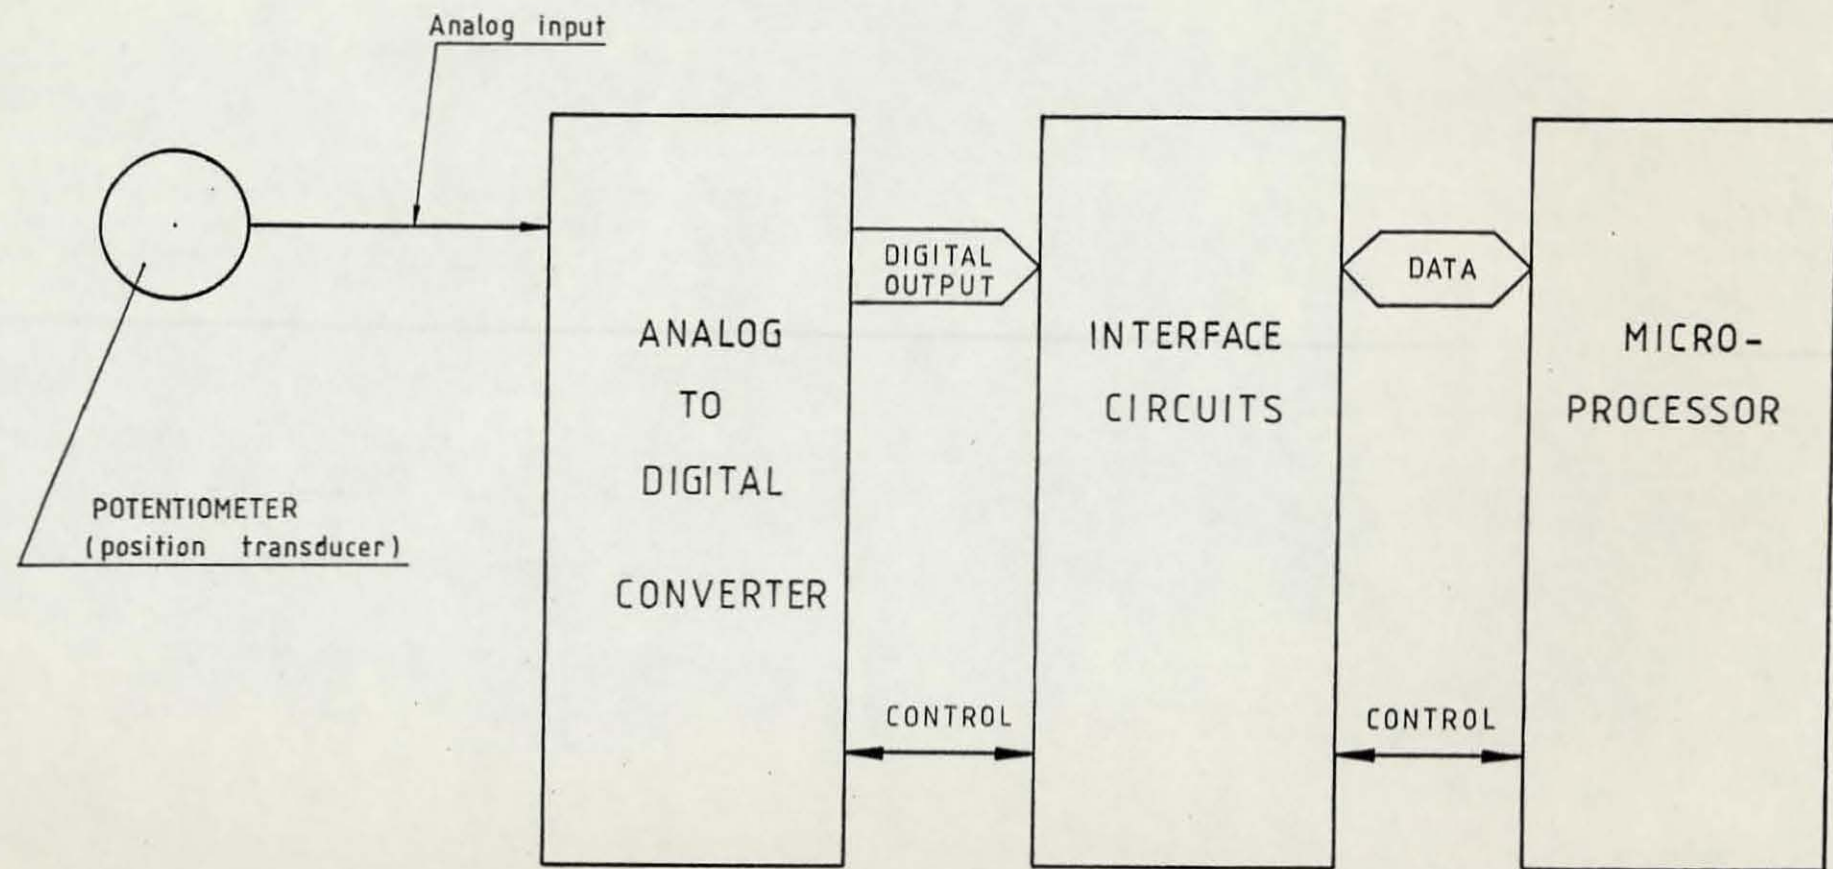 Analog input
POTENTIOMETER
(position transducer)
ANALOG
TO
DIGITAL
CONVERTER
DIGITAL
OUTPUT
CONTROL
INTERFACE
CIRCUITS
DATA
CONTROL
MICRO-
PROCESSOR